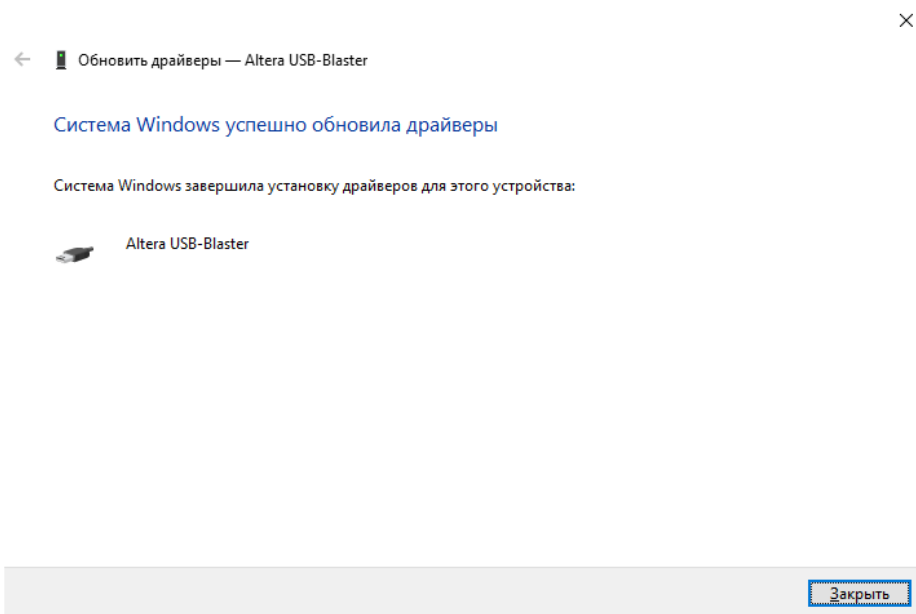 Обновить драйверы — Altera USB-Blaster
Система Windows успешно обновила драйверы
Система Windows завершила установку драйверов для этого устройства:
Altera USB-Blaster
Закрыть